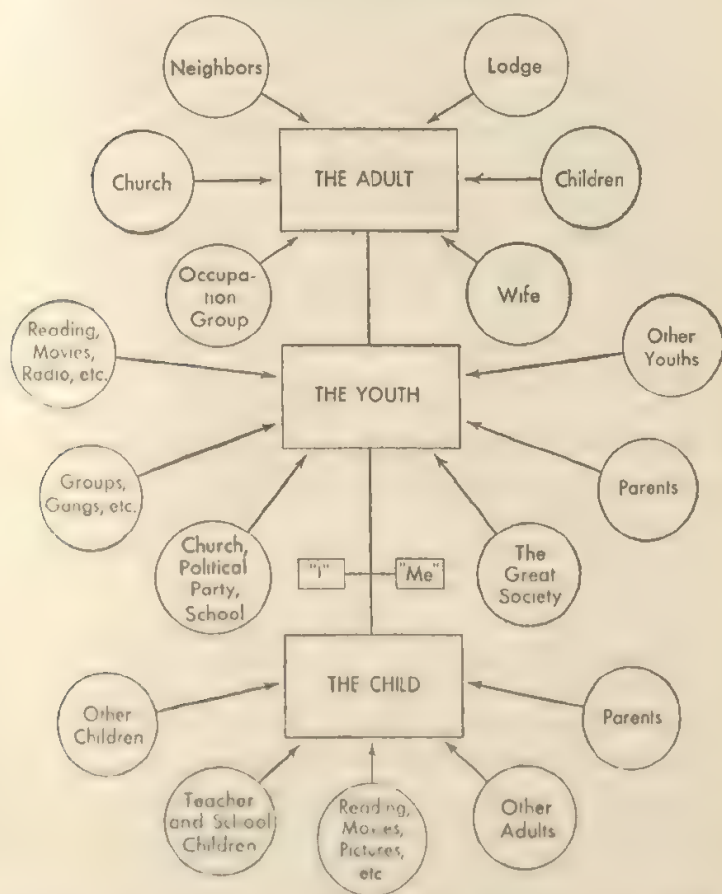 Neighbors
Lodge
Church
THE ADULT
Children
Occupa-
tion
Group
Wife
Reading,
Movies,
Radio, etc.
Other
Youths
THE YOUTH
Groups,
Gangs, etc.
Parents
Church,
Political
Party,
School
"I"
"Me"
The
Great
Society
THE CHILD
Other
Children
Parents
Teacher
and School
Children
Reading,
Movies,
Pictures,
etc
Other
Adults